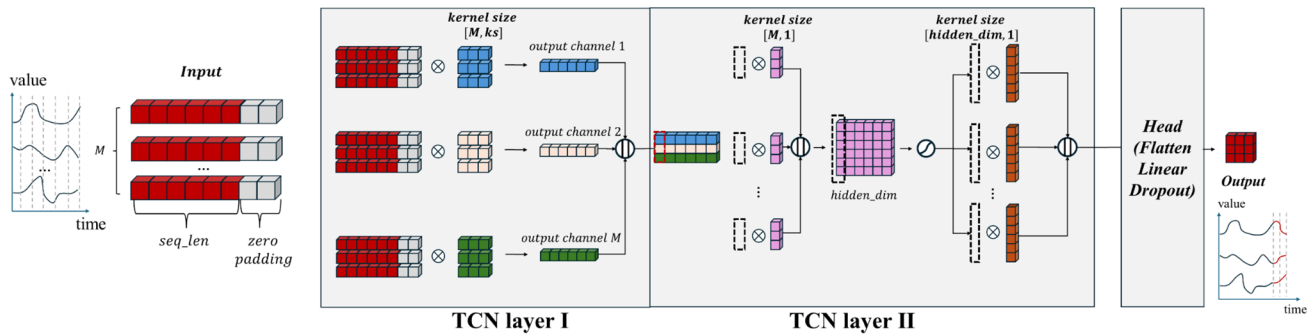 value
M
...
time
Input
...
seq_len
zero
padding
kernel size
[M, ks]
output channel 1
output channel 2
...
output channel M
TCN layer I
kernel size
[M, 1]
...
hidden_dim
kernel size
[hidden_dim, 1]
...
TCN layer II
Head
(Flatten
Linear
Dropout)
Output
value
time